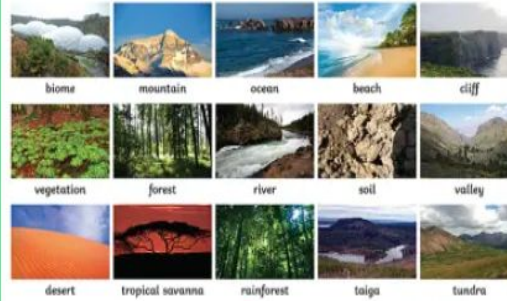 biome mountain ocean beach cliff
vegetation forest river soil valley
desert tropical savanna rainforest taiga tundra